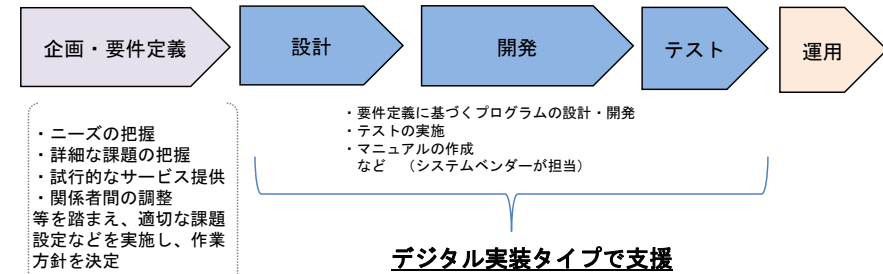 企画・要件定義
設計
開発
テスト
運用
・ニーズの把握
・詳細な課題の把握
・試行的なサービス提供
・関係者間の調整
等を踏まえ、適切な課題
設定などを実施し、作業
方針を決定
・要件定義に基づくプログラムの設計・開発
・テストの実施
・マニュアルの作成
など （システムベンダーが担当）
デジタル実装タイプで支援